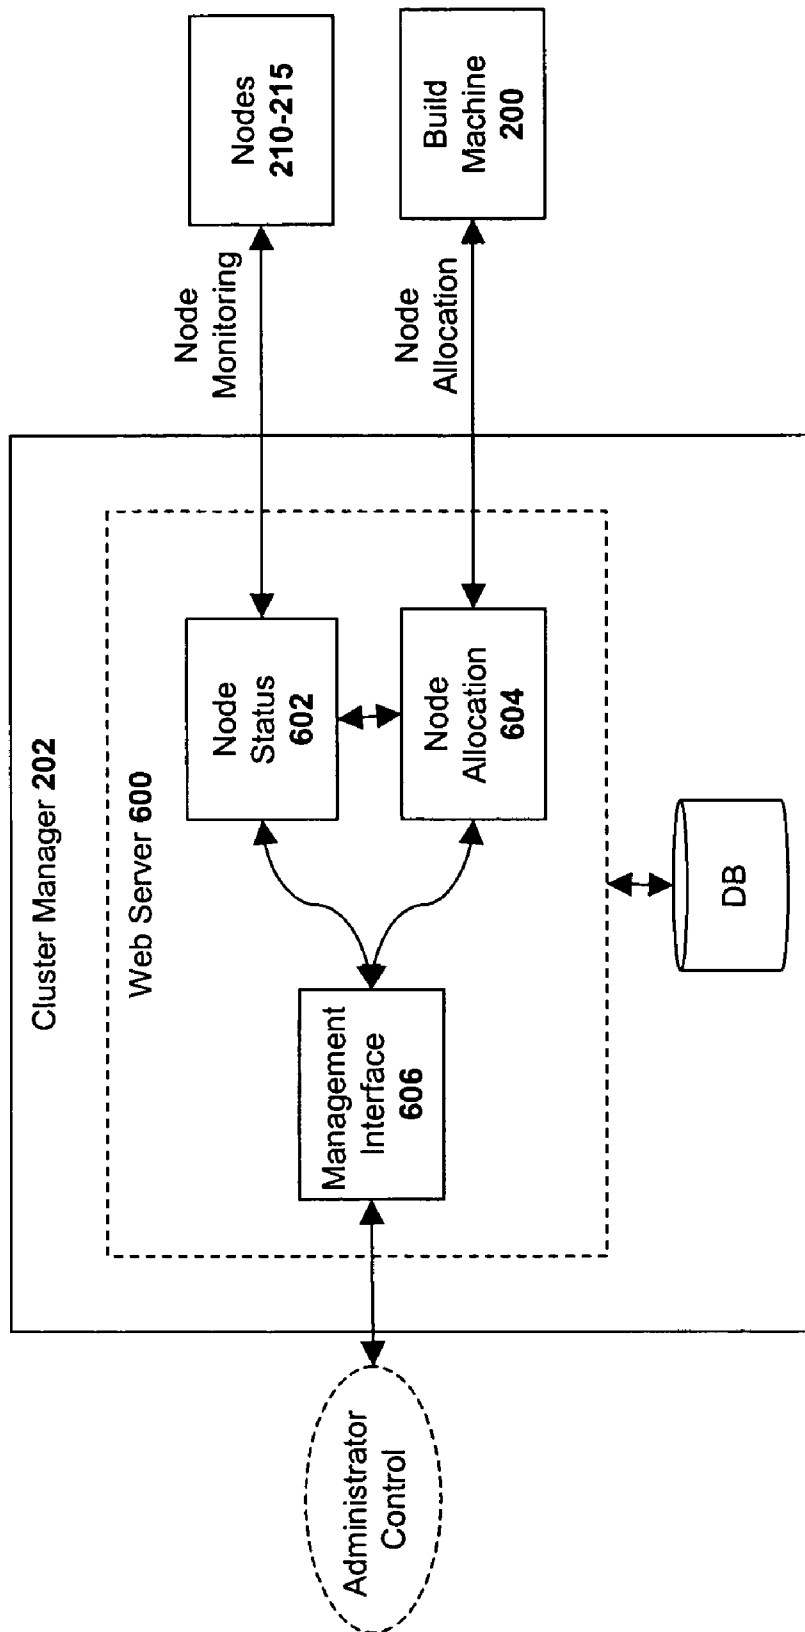 Cluster Manager 202
Web Server 600
Administrator
Control
Management
Interface
606
Node
Status
602
Node
Allocation
604
DB
Node
Monitoring
Node
Allocation
Nodes
210-215
Build
Machine
200